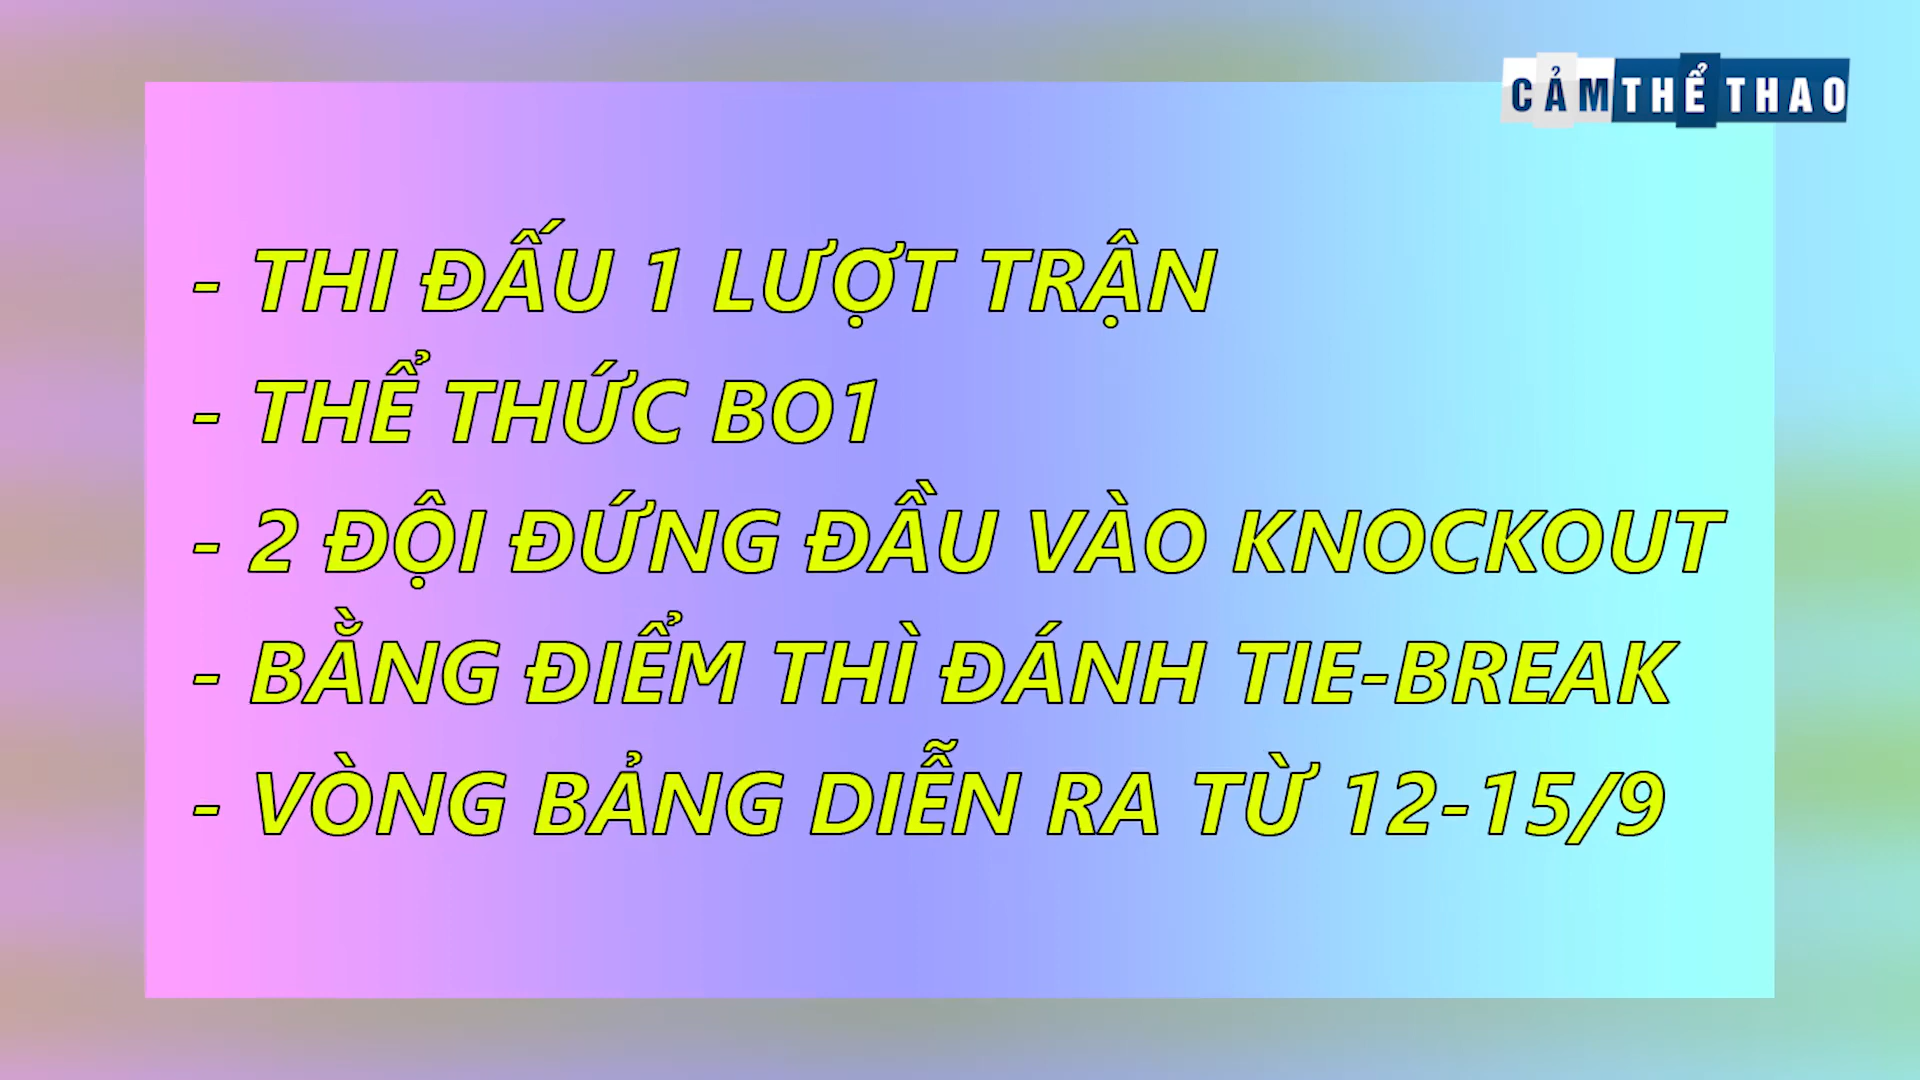 CẢM THỂ THAO
- THI ĐẤU 1 LƯỢT TRẬN
- THỂ THỨC BO1
- 2 ĐỘI ĐỨNG ĐẦU VÀO KNOCKOUT
- BẰNG ĐIỂM THÌ ĐÁNH TIE-BREAK
- VÒNG BẢNG DIỄN RA TỪ 12-15/9